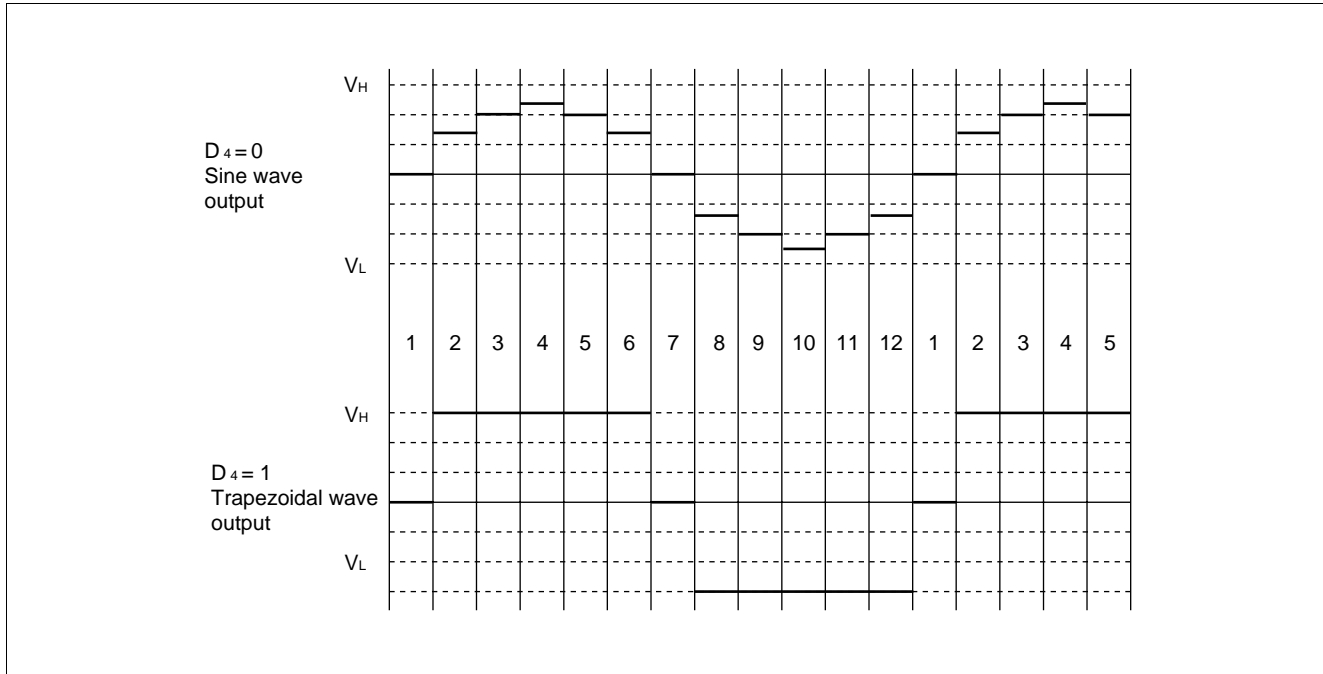 VH
D4=0
Sine wave
output
VL
1 2 3 4 5 6 7 8 9 10 11 12 1 2 3 4 5
VH
D4=1
Trapezoidal wave
output
VL